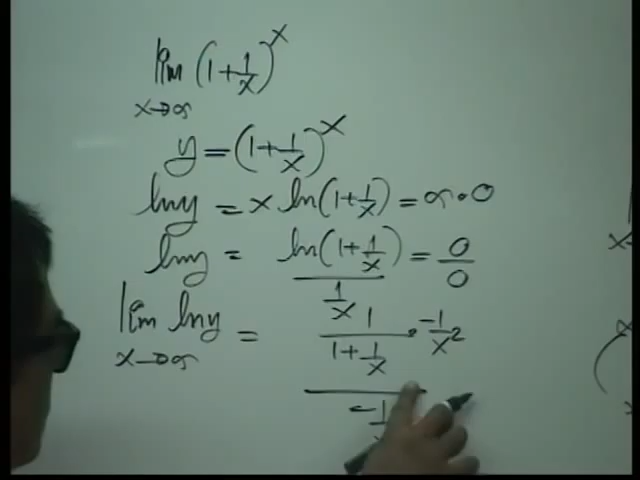 lim (1+1/x)^x
x→∞
y = (1+1/x)^x
ln y = x ln(1+1/x) = ∞·0
ln y = ln(1+1/x) / (1/x) = 0/0
lim ln y = (1/(1+1/x) · -1/x²) / -1
x→∞